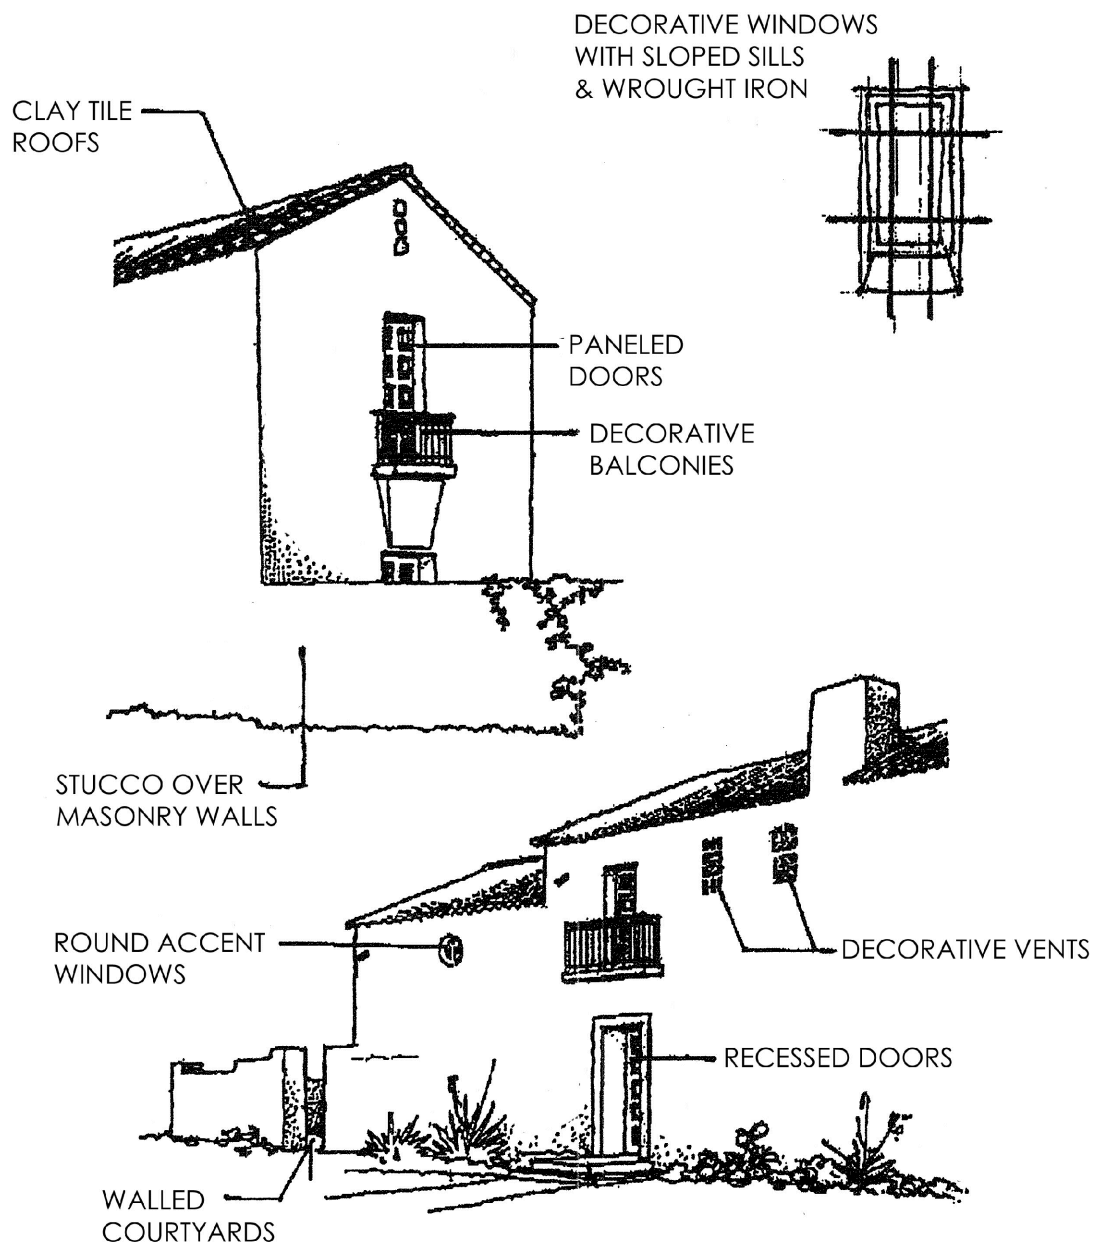 DECORATIVE WINDOWS
WITH SLOPED SILLS
& WROUGHT IRON
CLAY TILE
ROOFS
PANELED
DOORS
DECORATIVE
BALCONIES
STUCCO OVER
MASONRY WALLS
ROUND ACCENT
WINDOWS
DECORATIVE VENTS
RECESSED DOORS
WALLED
COURTYARDS